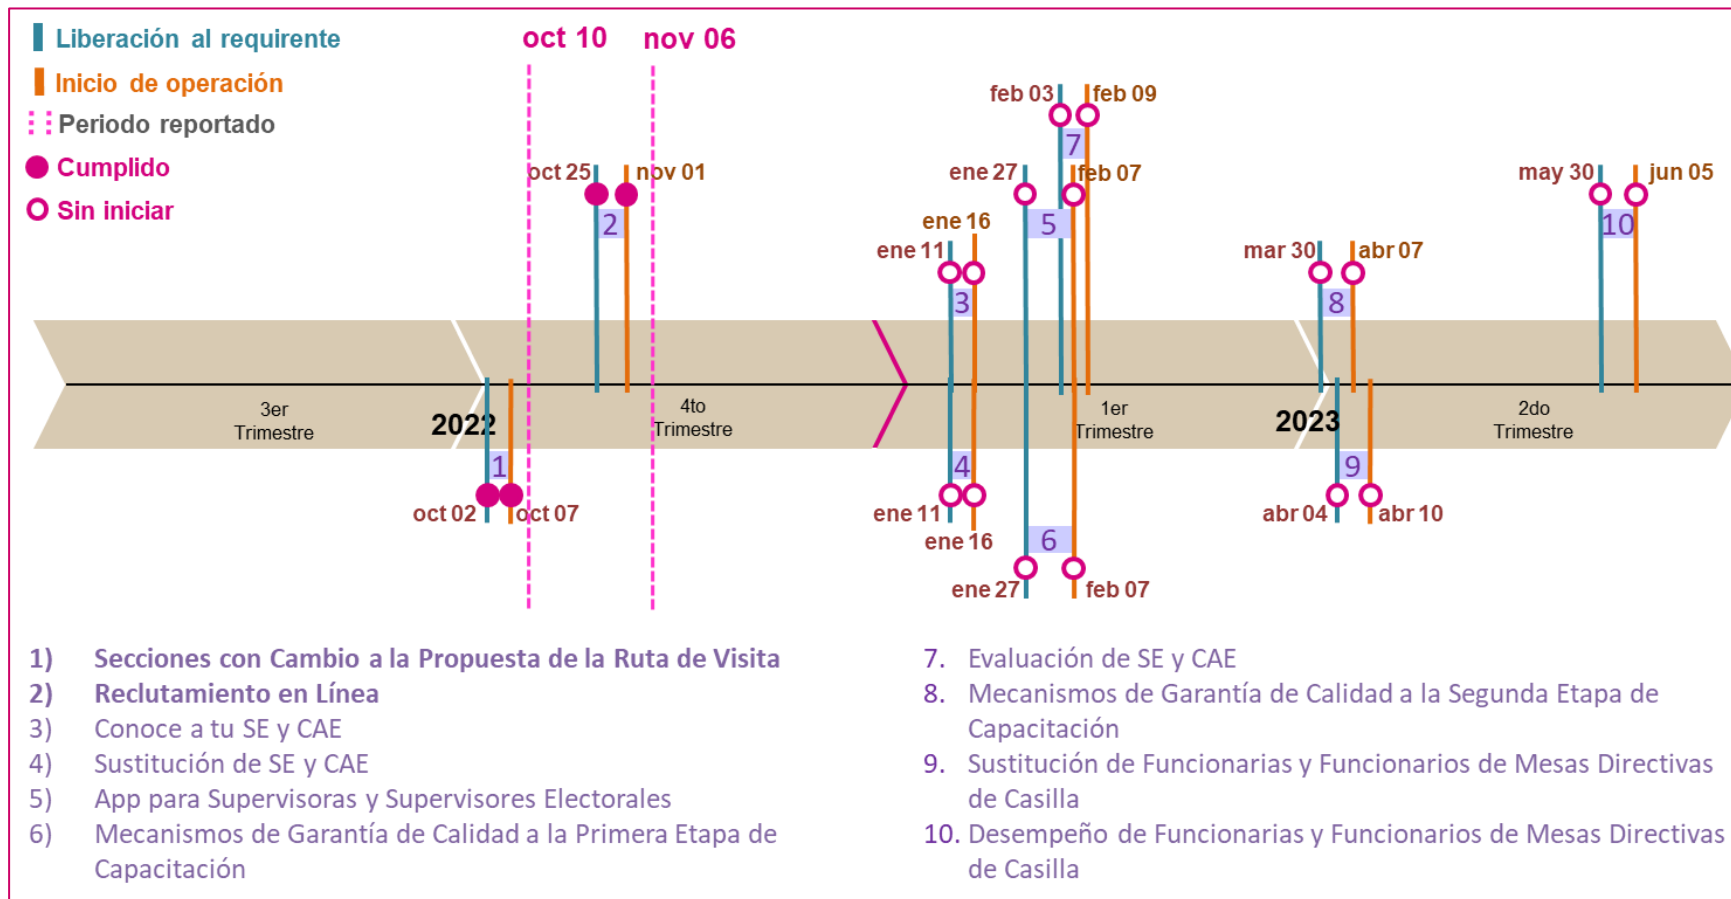 Liberación al requirente
Inicio de operación
Periodo reportado
Cumplido
Sin iniciar
oct 10
nov 06
oct 25
nov 01
2
feb 03
feb 09
7
ene 27
feb 07
5
ene 16
ene 11
3
mar 30
abr 07
8
may 30
jun 05
10
3er
Trimestre
2022
4to
Trimestre
1er
Trimestre
2023
2do
Trimestre
1
oct 02
oct 07
4
ene 11
ene 16
6
ene 27
feb 07
9
abr 04
abr 10
1) Secciones con Cambio a la Propuesta de la Ruta de Visita
2) Reclutamiento en Línea
3) Conoce a tu SE y CAE
4) Sustitución de SE y CAE
5) App para Supervisoras y Supervisores Electorales
6) Mecanismos de Garantía de Calidad a la Primera Etapa de
Capacitación
7. Evaluación de SE y CAE
8. Mecanismos de Garantía de Calidad a la Segunda Etapa de
Capacitación
9. Sustitución de Funcionarias y Funcionarios de Mesas Directivas
de Casilla
10. Desempeño de Funcionarias y Funcionarios de Mesas Directivas
de Casilla